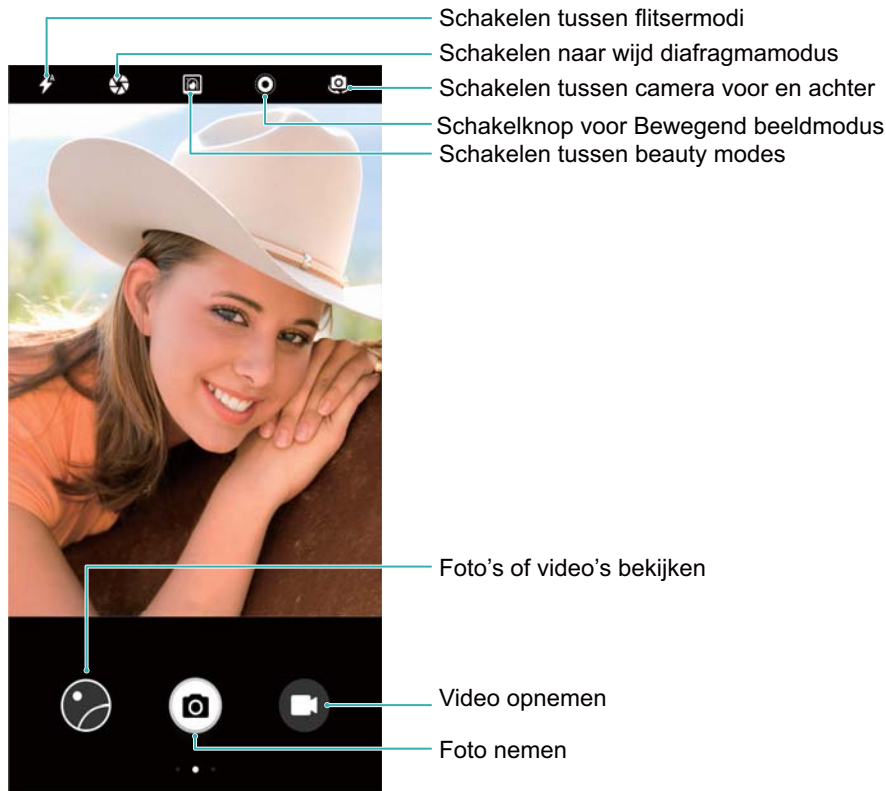 Schakelen tussen flitsermodi
Schakelen naar wijd diafragmamodus
Schakelen tussen camera voor en achter
Schakelknop voor Bewegend beeldmodus
Schakelen tussen beauty modes
Foto’s of video’s bekijken
Video opnemen
Foto nemen